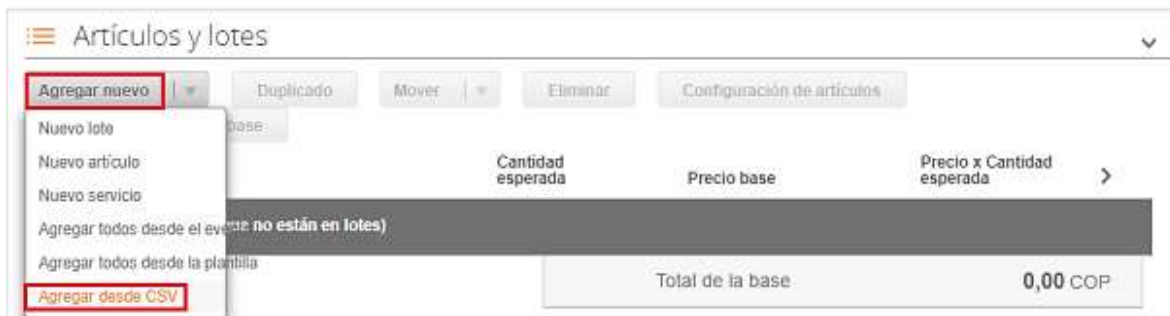 Artículos y lotes
Agregar nuevo Duplicado Mover Eliminar Configuración de artículos
Nuevo lote base
Nuevo artículo Cantidad esperada Precio base Precio x Cantidad esperada
Nuevo servicio
Agregar todos desde el no están en lotes)
Agregar todos desde la plantilla
Total de la base 0,00 COP
Agregar desde CSV